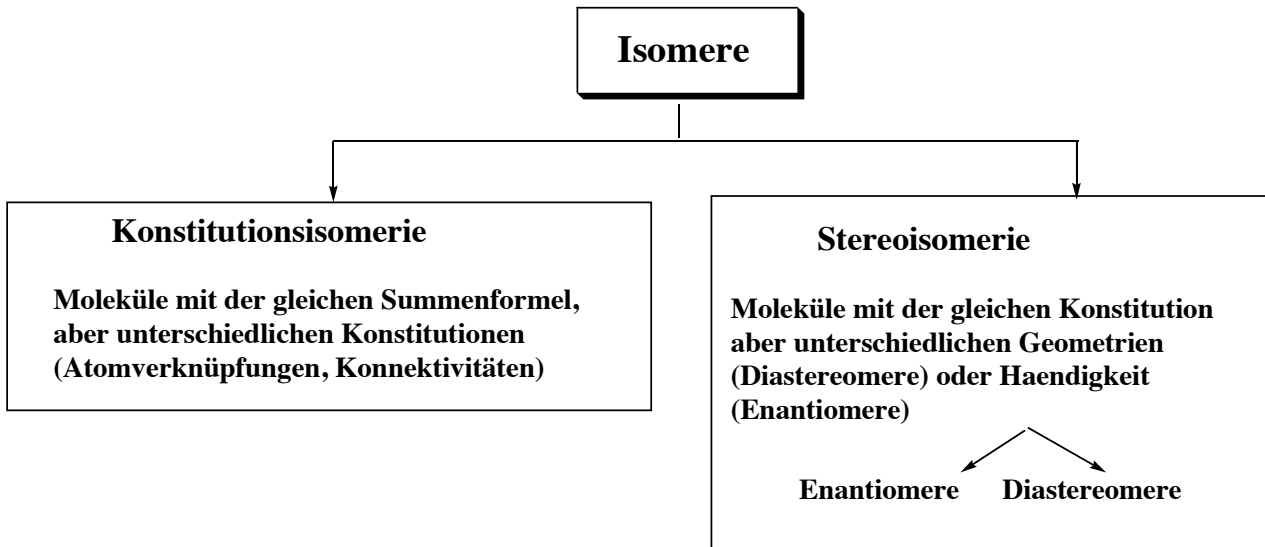 Isomere
Konstitutionsisomerie
Moleküle mit der gleichen Summenformel,
aber unterschiedlichen Konstitutionen
(Atomverknüpfungen, Konnektivitäten)
Stereoisomerie
Moleküle mit der gleichen Konstitution
aber unterschiedlichen Geometrien
(Diastereomere) oder Haendigkeit
(Enantiomere)
Enantiomere Diastereomere